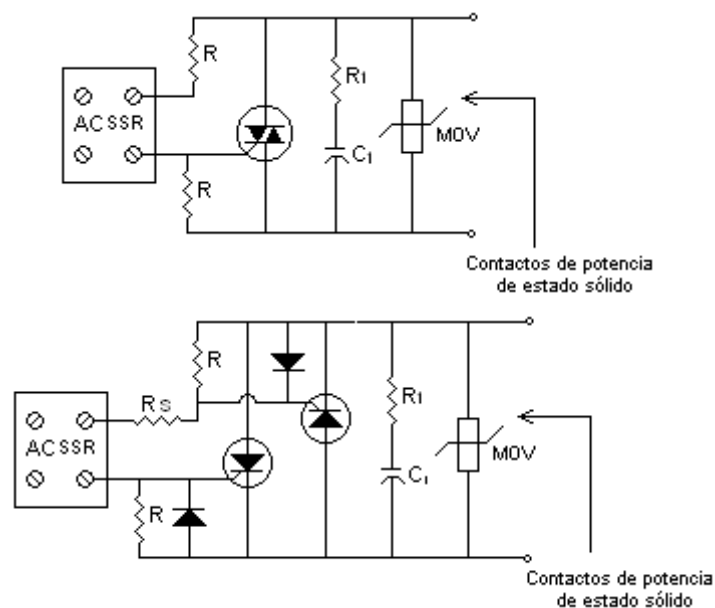 R
R1
AC SSR
MOV
C1
R
Contactos de potencia
de estado sólido
R
Rs
R1
AC SSR
MOV
C1
R
Contactos de potencia
de estado sólido